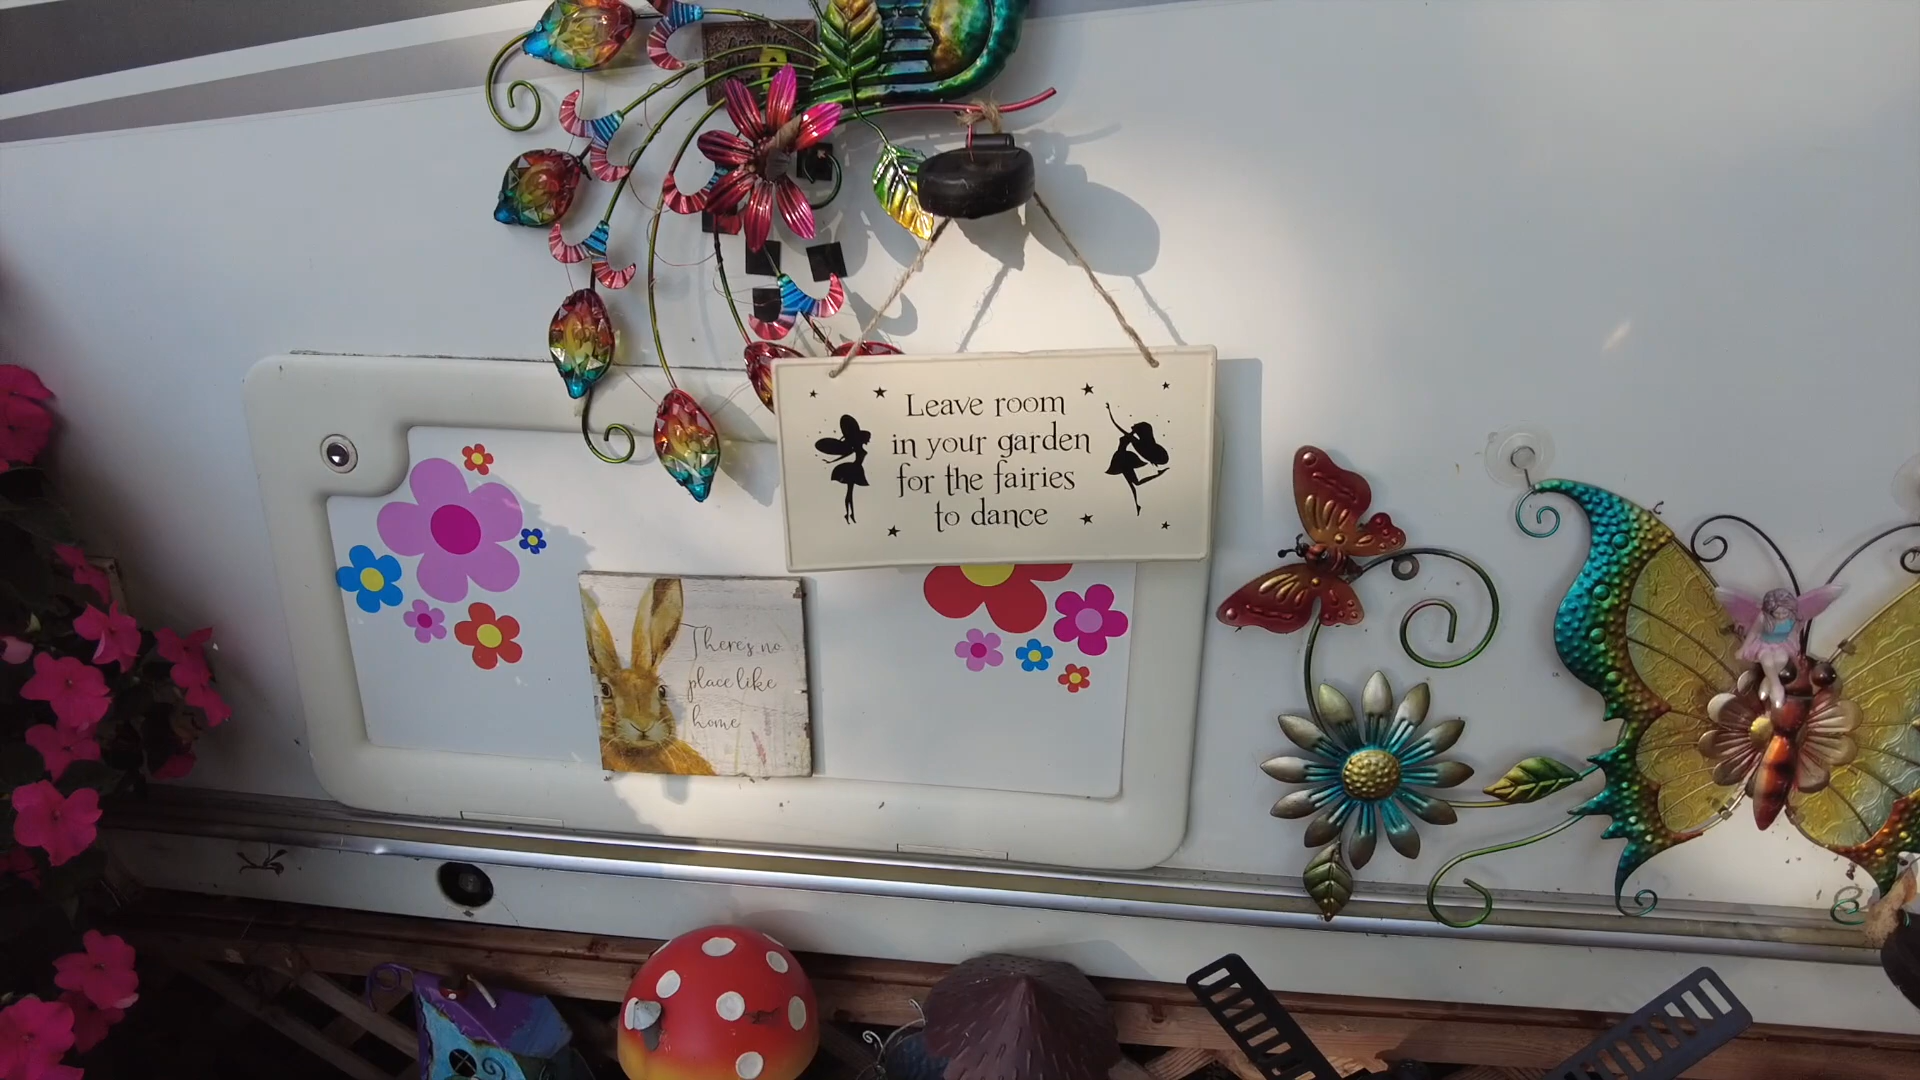 Leave room
in your garden
for the fairies
to dance
There's no
place like
home